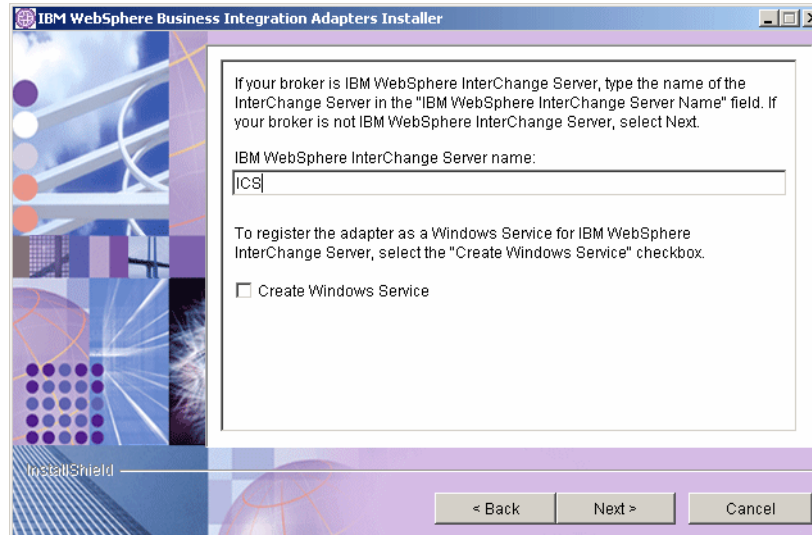 IBM WebSphere Business Integration Adapters Installer
If your broker is IBM WebSphere InterChange Server, type the name of the
InterChange Server in the "IBM WebSphere InterChange Server Name" field. If
your broker is not IBM WebSphere InterChange Server, select Next.
IBM WebSphere InterChange Server name:
ICS
To register the adapter as a Windows Service for IBM WebSphere
InterChange Server, select the "Create Windows Service" checkbox.
Create Windows Service
InstallShield
< Back
Next >
Cancel